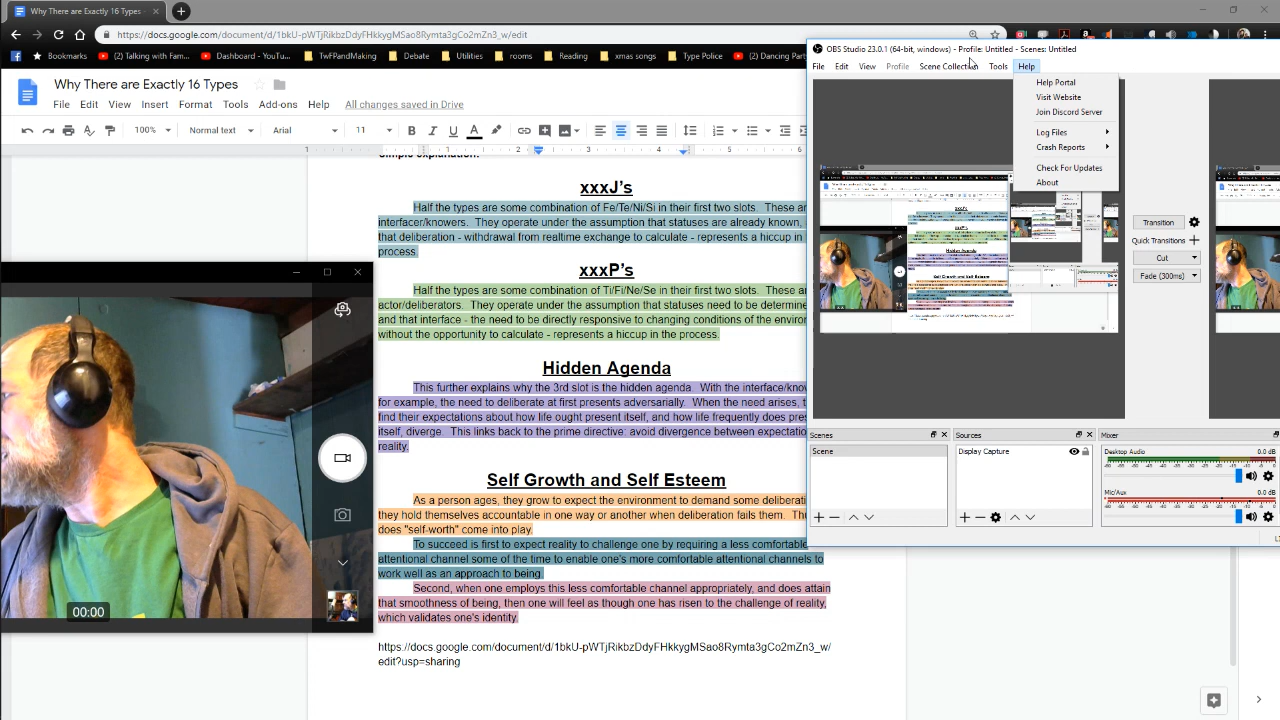 Why There are Exactly 16 Types -
https://docs.google.com/document/d/1bkU-pWTjRikbzDdyFHkkygMSao8Rymta3gCo2mZn3_w/edit
Bookmarks
(2) Talking with Fam...
Dashboard - YouTu...
TwFPandMaking
Debate
Utilities
rooms
Reading
xmas songs
Type Police
(2) Dancing Party
Why There are Exactly 16 Types
File Edit View Insert Format Tools Add-ons Help All changes saved in Drive
100% Normal text Arial 11
simple explanation.
xxxJ's
Half the types are some combination of Fe/Te/Ni/Si in their first two slots. These are
interfacer/knowers. They operate under the assumption that statuses are already known,
that deliberation - withdrawal from realtime exchange to calculate - represents a hiccup in
process.
xxxP's
Half the types are some combination of Ti/Fi/Ne/Se in their first two slots. These are
actor/deliberators. They operate under the assumption that statuses need to be determined
and that interface - the need to be directly responsive to changing conditions of the environ
without the opportunity to calculate - represents a hiccup in the process.
Hidden Agenda
This further explains why the 3rd slot is the hidden agenda. With the interface/know
for example, the need to deliberate at first presents adversarially. When the need arises, t
find their expectations about how life ought present itself, and how life frequently does pres
itself, diverge. This links back to the prime directive: avoid divergence between expectatio
reality.
Self Growth and Self Esteem
As a person ages, they grow to expect the environment to demand some deliberati
they hold themselves accountable in one way or another when deliberation fails them. Thu
does "self-worth" come into play.
To succeed is first to expect reality to challenge one by requiring a less comfortable
attentional channel some of the time to enable one's more comfortable attentional channels to
work well as an approach to being.
Second, when one employs this less comfortable channel appropriately, and does attain
that smoothness of being, then one will feel as though one has risen to the challenge of reality,
which validates one's identity.
https://docs.google.com/document/d/1bkU-pWTjRikbzDdyFHkkygMSao8Rymta3gCo2mZn3_w/
edit?usp=sharing
00:00
OBS Studio 23.0.1 (64-bit, windows) - Profile: Untitled - Scenes: Untitled
File Edit View Profile Scene Collection Tools Help
Help Portal
Visit Website
Join Discord Server
Log Files
Crash Reports
Check For Updates
About
Transition
Quick Transitions
Cut
Fade (300ms)
Scenes
Scene
Sources
Display Capture
Mixer
Desktop Audio 0.0 dB
Mic/Aux 0.0 dB